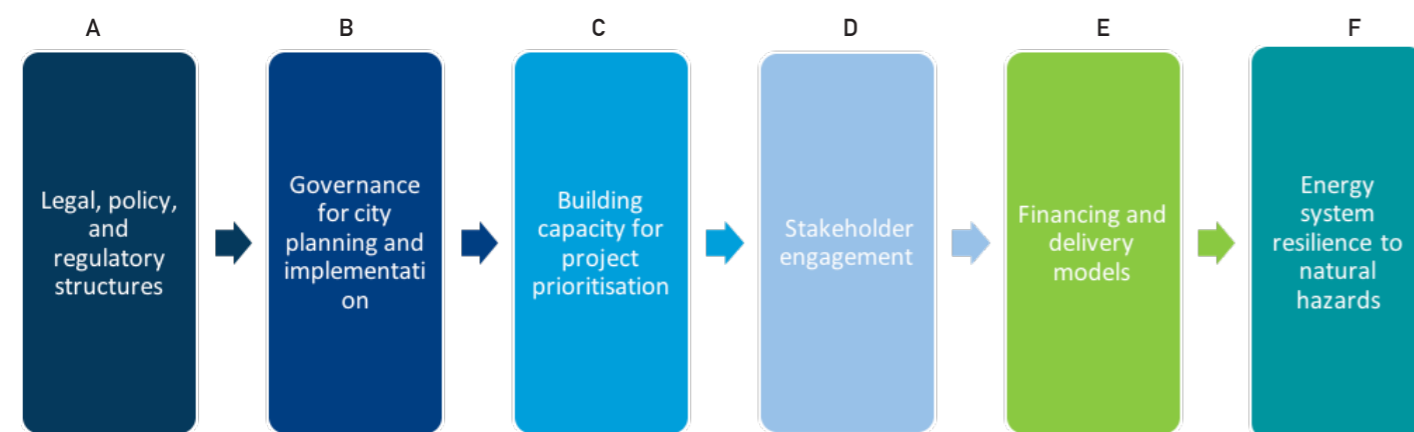 A
B
C
D
E
F
Legal, policy,
and
regulatory
structures
Governance
for city
planning and
implementati
on
Building
capacity for
project
prioritisation
Stakeholder
engagement
Financing and
delivery
models
Energy
system
resilience to
natural
hazards